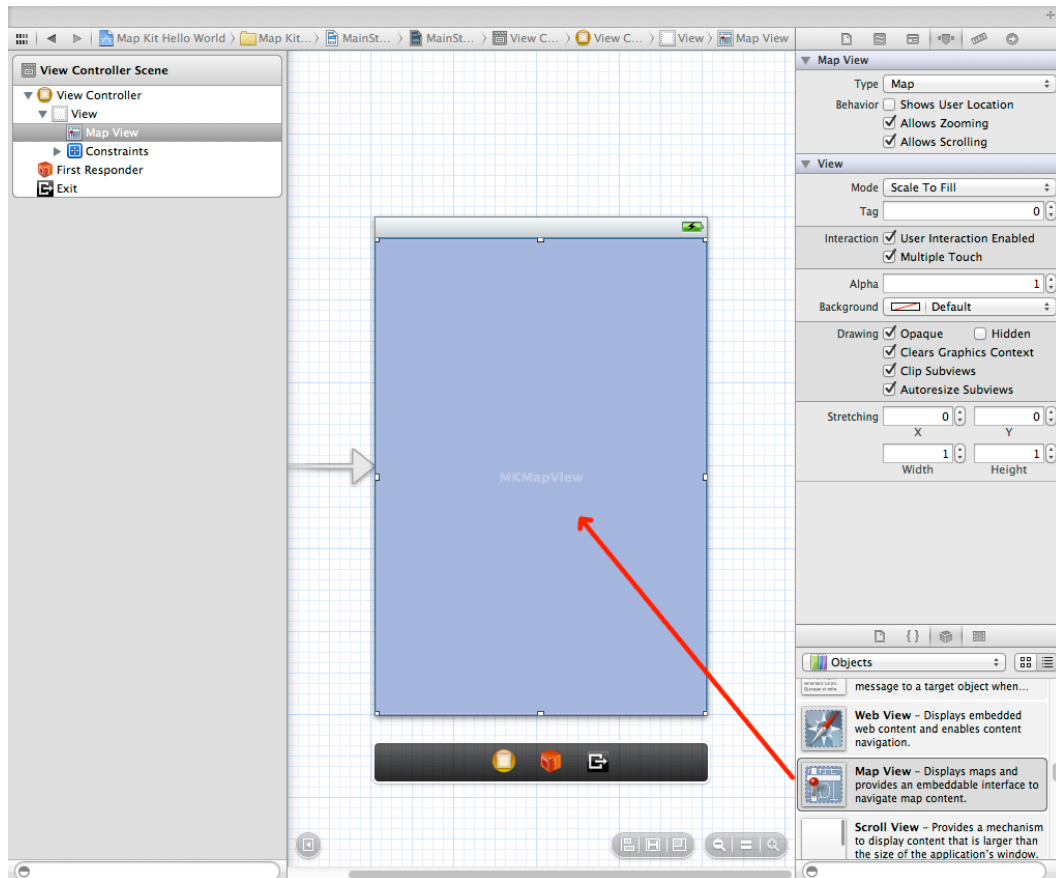 Map Kit Hello World
Map Kit...
MainSt...
MainSt...
View C...
View C...
View
Map View
View Controller Scene
View Controller
View
Map View
Constraints
First Responder
Exit
MKMapView
Map View
Type Map
Behavior Shows User Location
Allows Zooming
Allows Scrolling
View
Mode Scale To Fill
Tag 0
Interaction User Interaction Enabled
Multiple Touch
Alpha 1
Background Default
Drawing Opaque Hidden
Clears Graphics Context
Clip Subviews
Autoresize Subviews
Stretching 0 0
X Y
1 1
Width Height
{}
Objects
message to a target object when...
Web View – Displays embedded
web content and enables content
navigation.
Map View – Displays maps and
provides an embeddable interface to
navigate map content.
Scroll View – Provides a mechanism
to display content that is larger than
the size of the application's window.